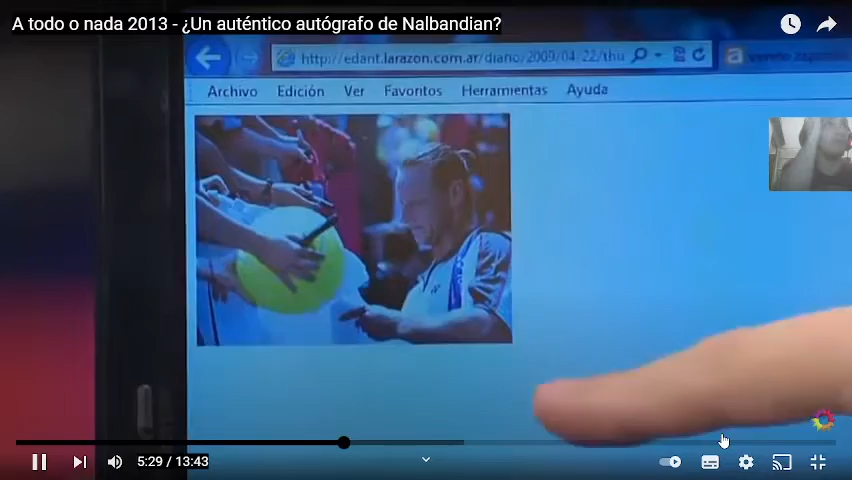 A todo o nada 2013 - ¿Un auténtico autógrafo de Nalbandian?
http://edant.larazon.com.ar/diario/2009/04/22/thu
Archivo Edición Ver Favoritos Herramientas Ayuda
5:29 / 13:43